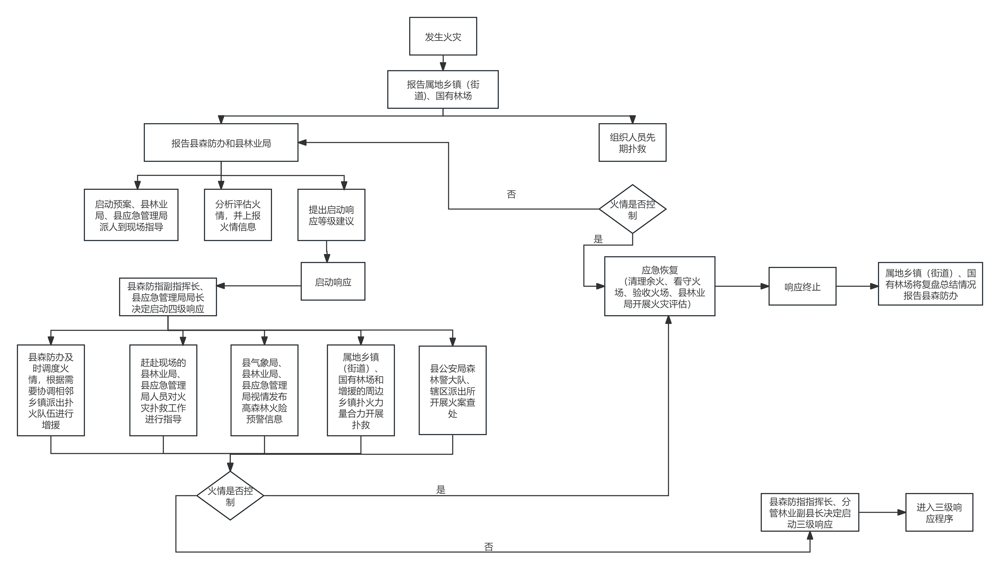 发生火灾
报告属地乡镇（街
道）、国有林场
报告县森防办和县林业局
组织人员先
期扑救
否
火情是否控
制
是
启动预案、县林业
局、县应急管理局
派人到现场指导
分析评估火
情，并上报
火情信息
提出启动响
应等级建议
启动响应
县森防指副指挥长、
县应急管理局局长
决定启动四级响应
应急恢复
（清理余火、看守火
场、验收火场、县林业
局开展火灾评估）
响应终止
属地乡镇（街道）、国
有林场将复盘总结情况
报告县森防办
县森防办及
时调度火
情，根据需
要协调相邻
乡镇派出扑
火队伍进行
增援
赶赴现场的
县林业局、
县应急管理
局人员对火
灾扑救工作
进行指导
县气象局、
县林业局、
县应急管理
局视情发布
高森林火险
预警信息
属地乡镇
（街道）、
国有林场和
增援的周边
乡镇扑火力
量合力开展
扑救
县公安局森
林警大队、
辖区派出所
开展火案查
处
火情是否控
制
是
否
县森防指指挥长、分
管林业副县长决定启
动三级响应
进入三级响
应程序